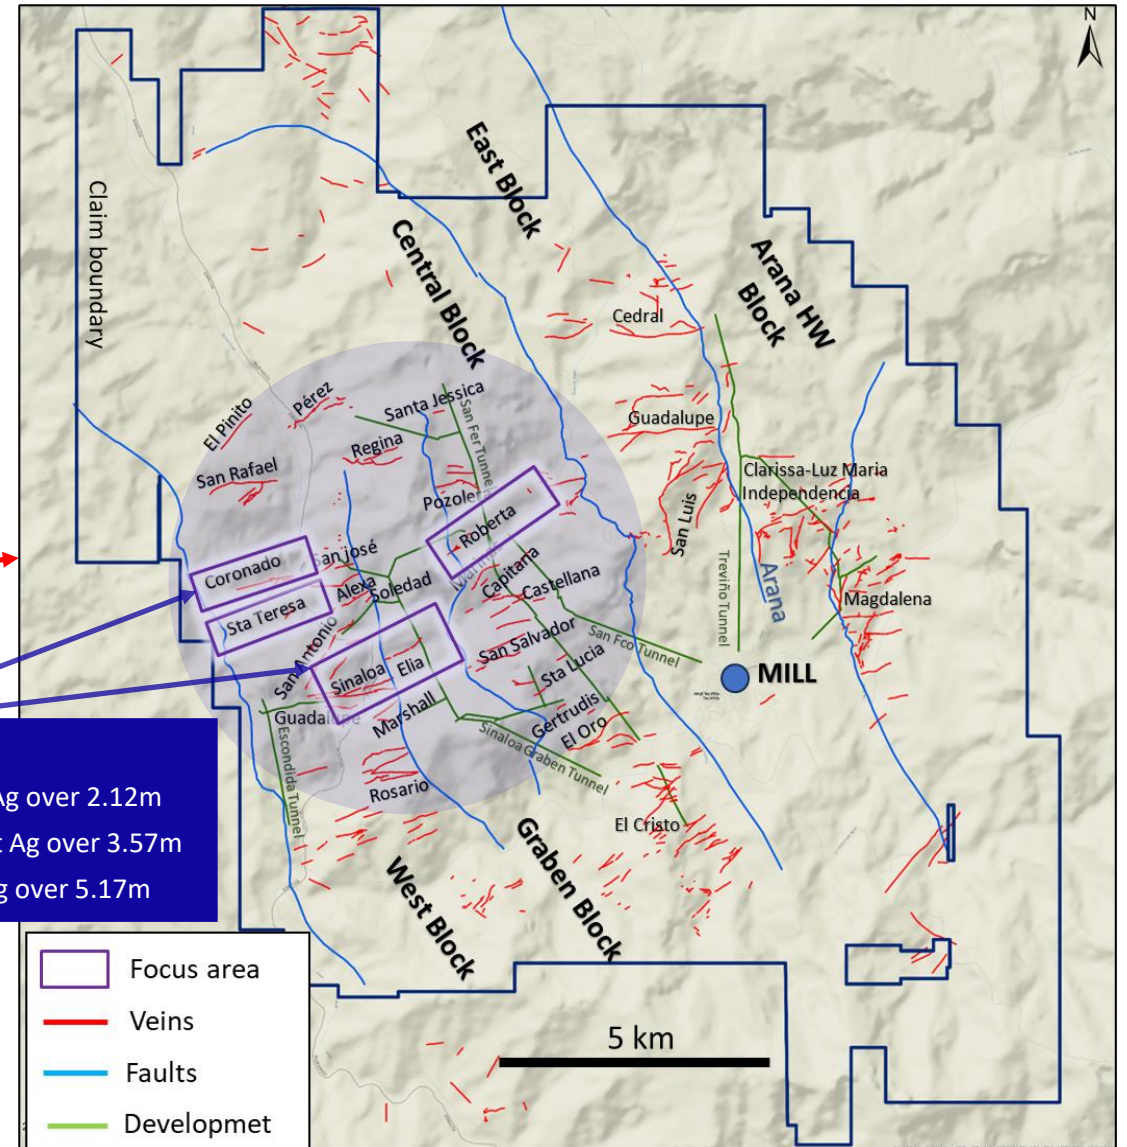 N
East Block
Central Block
Arana HW
Block
Claim boundary
Cedral
Pérez
Santa Jessica
El Pinito
San Fer Tunnel
Guadalupe
Regina
San Rafael
Clarissa-Luz Maria
Independencia
Pozole
San Luis
Roberta
San José
Coronado
Capitana
Alexa
Soledad
Castellana
Treviño Tunnel
Arana
Magdalena
Sta Teresa
San Antonio
San Salvador
San Fco Tunnel
Sinaloa
Elia
Sta Lucia
MILL
Guadalupe
Marshall
Gertrudis
El Oro
Escondida Tunnel
Sinaloa Graben Tunnel
Rosario
Ag over 2.12m
t Ag over 3.57m
g over 5.17m
El Cristo
West Block
Graben Block
Focus area
Veins
Faults
Developmet
5 km